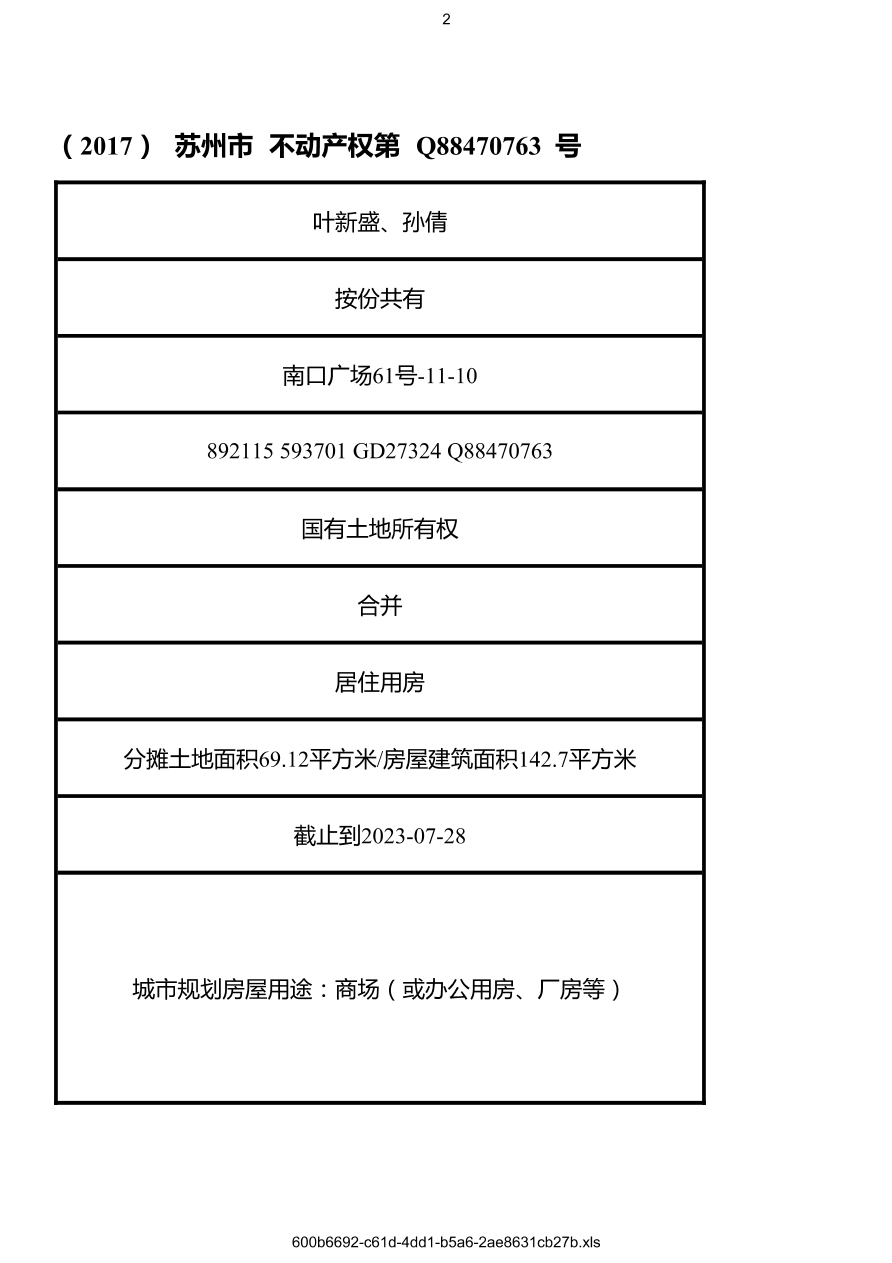 2
（2017） 苏州市 不动产权第 Q88470763 号
叶新盛、孙倩
按份共有
南口广场61号-11-10
892115 593701 GD27324 Q88470763
国有土地所有权
合并
居住用房
分摊土地面积69.12平方米/房屋建筑面积142.7平方米
截止到2023-07-28
城市规划房屋用途：商场（或办公用房、厂房等）
600b6692-c61d-4dd1-b5a6-2ae8631cb27b.xls